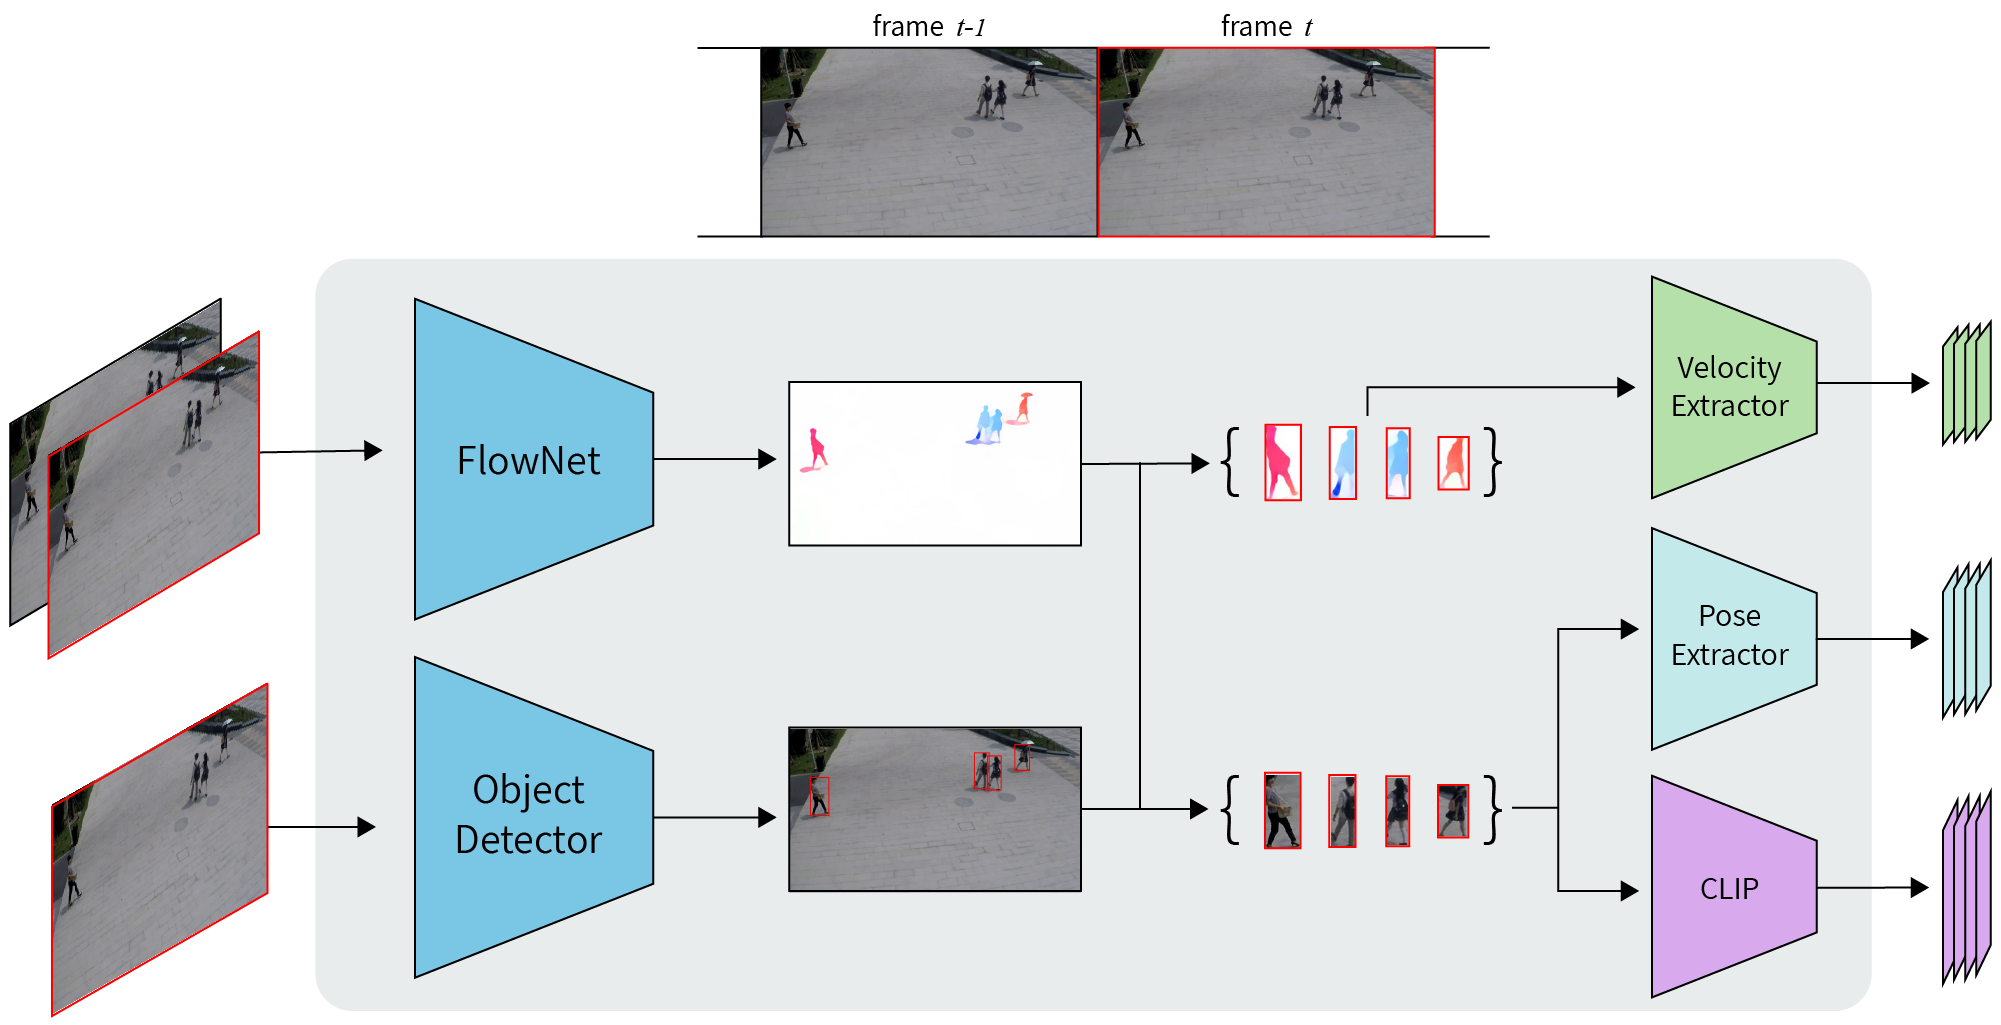 frame t-1
frame t
FlowNet
Velocity
Extractor
Pose
Extractor
Object
Detector
CLIP